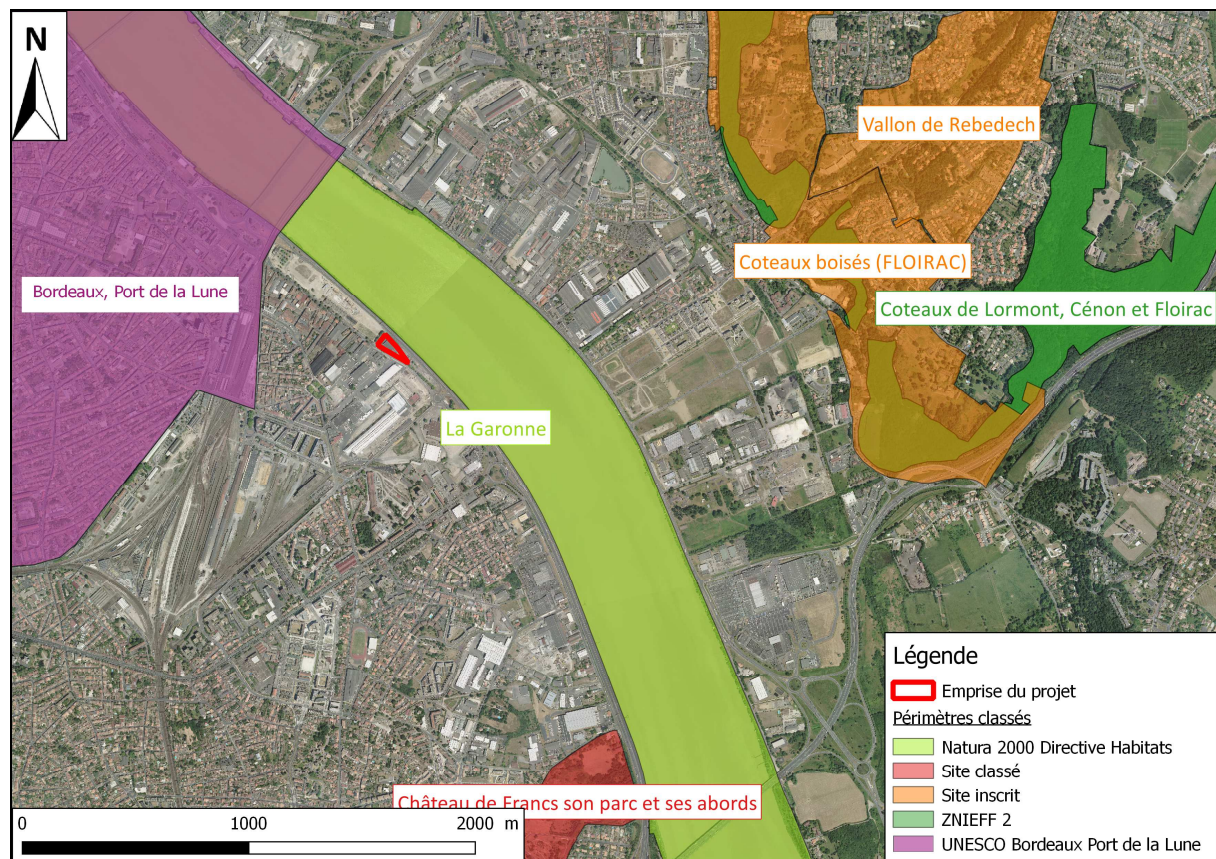 N
Vallon de Rebedech
Coteaux boisés (FLOIRAC)
Bordeaux, Port de la Lune
Coteaux de Lormont, Cénon et Floirac
La Garonne
Château de Francs son parc et ses abords
0 1000 2000 m
Légende
Emprise du projet
Périmètres classés
Natura 2000 Directive Habitats
Site classé
Site inscrit
ZNIEFF 2
UNESCO Bordeaux Port de la Lune